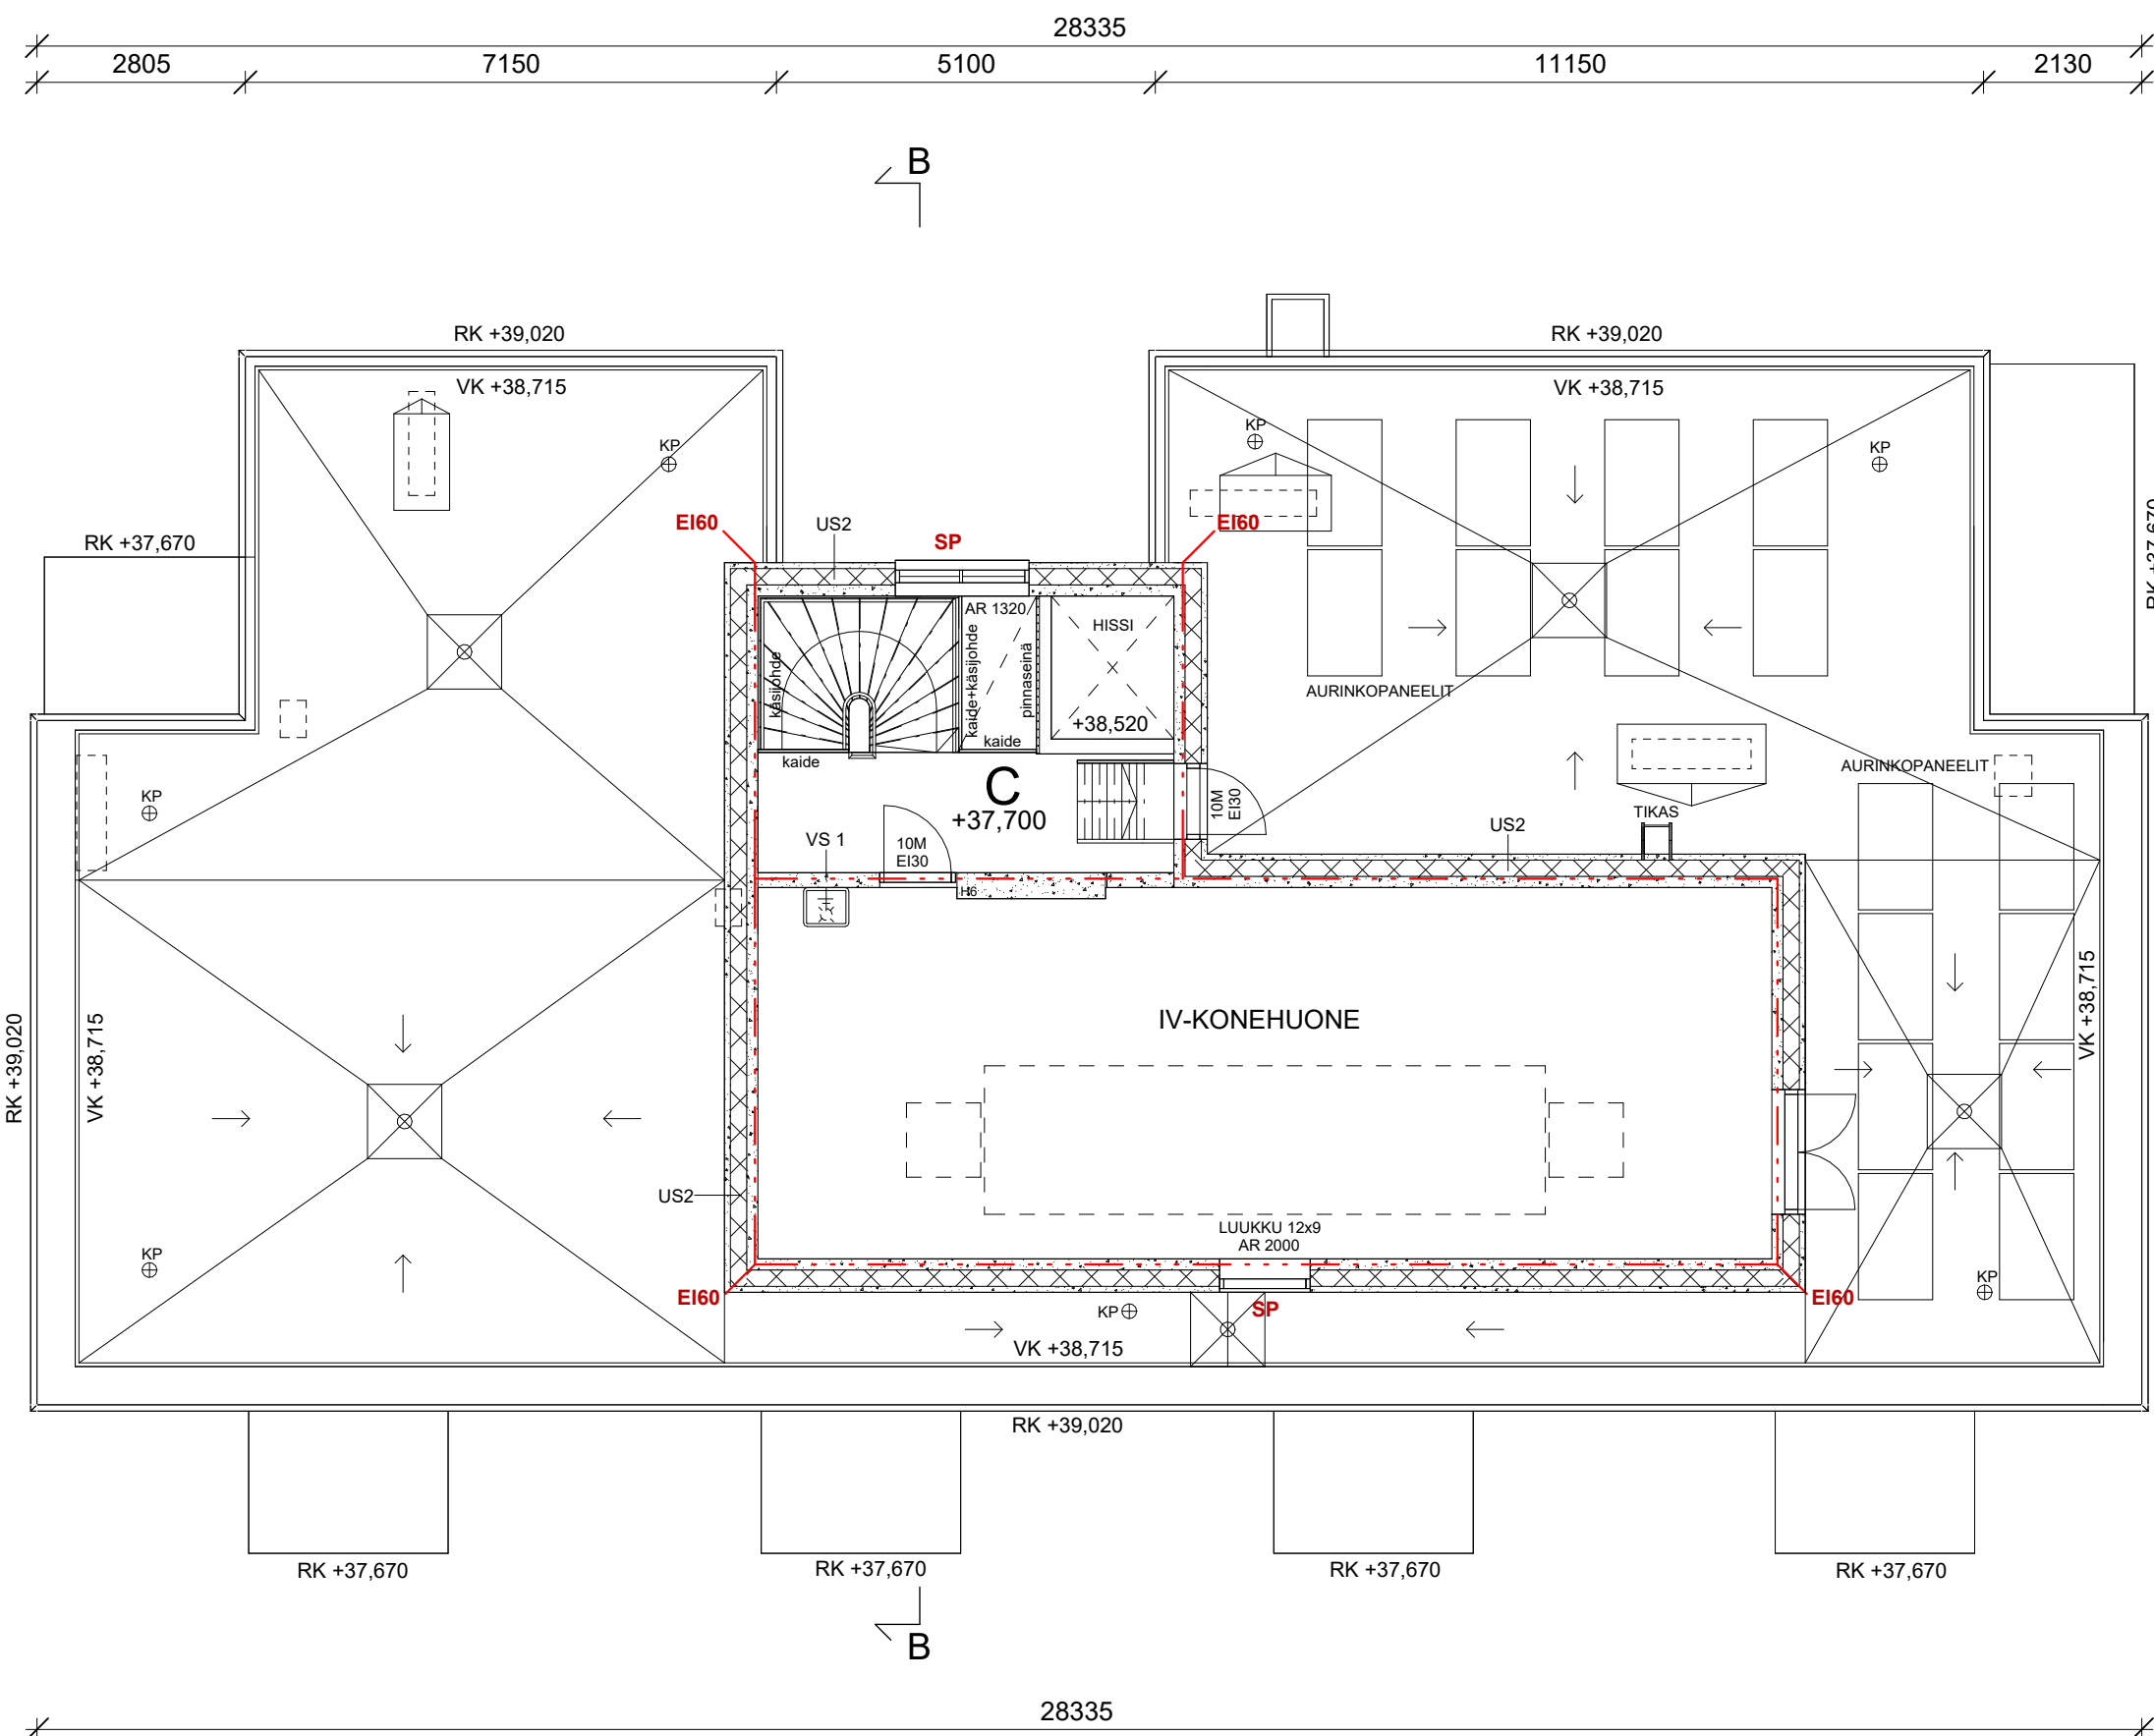 28335
2805 7150 5100 11150 2130
B
RK +39,020 RK +39,020
VK +38,715 VK +38,715
KP KP KP
RK +37,670 RK +37,670
EI60 US2 SP EI60
AR 1320 HISSI
käsijohde kaide+käsijohde pinnaseinä
AURINKOPANEELIT
+38,520
kaide
kaide
AURINKOPANEELIT
C
+37,700
KP
10M
EI30
TIKAS
US2
VS 1
10M
EI30
H6
IV-KONEHUONE
RK +39,020
VK +38,715
VK +38,715
US2
LUUKKU 12x9
AR 2000
KP
KP
EI60 KP SP EI60
VK +38,715
RK +39,020
RK +37,670 RK +37,670 RK +37,670 RK +37,670
B
28335